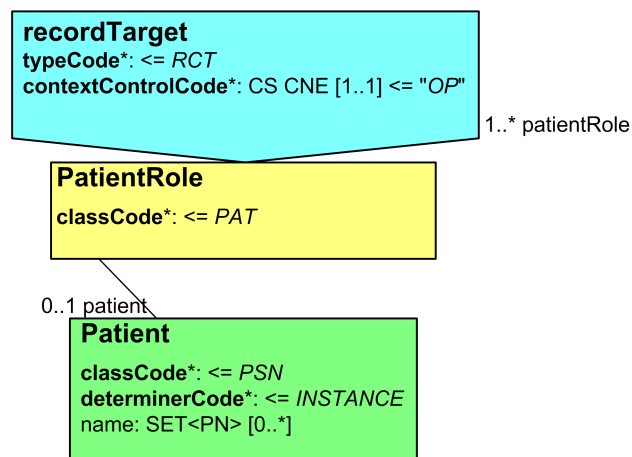 recordTarget
typeCode*: <= RCT
contextControlCode*: CS CNE [1..1] <= "OP"
1..* patientRole
PatientRole
classCode*: <= PAT
0..1 patient
Patient
classCode*: <= PSN
determinerCode*: <= INSTANCE
name: SET<PN> [0..*]